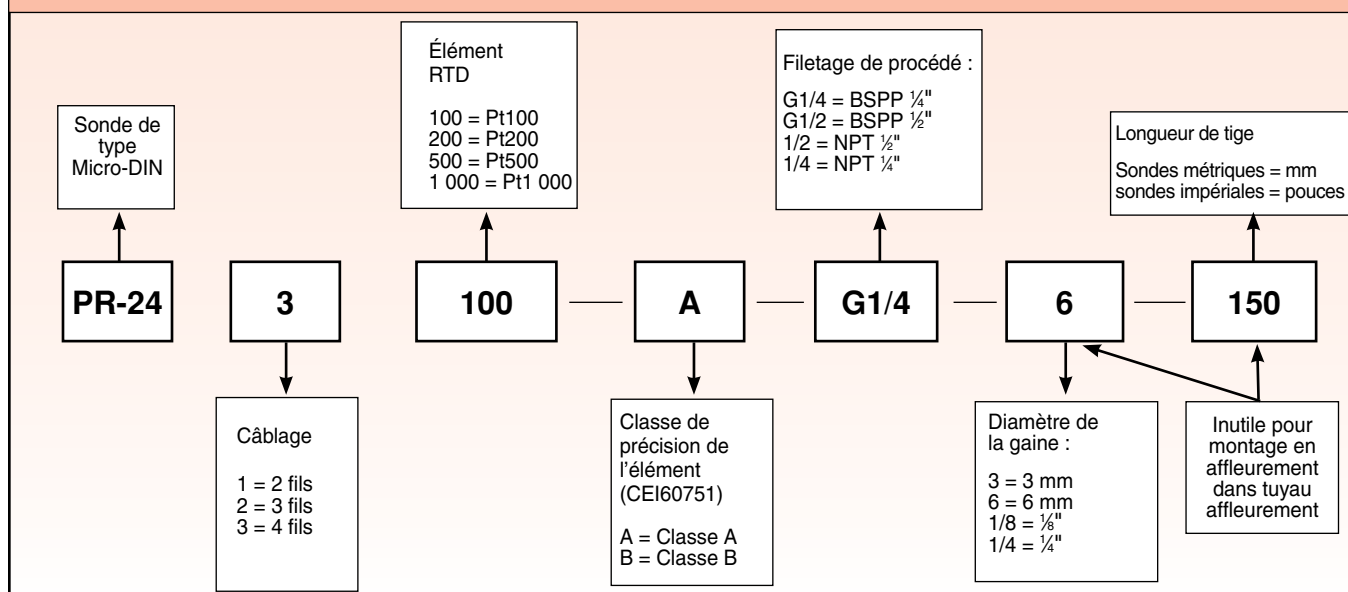 Sonde de
type
Micro-DIN
Élément
RTD
100 = Pt100
200 = Pt200
500 = Pt500
1 000 = Pt1 000
Filetage de procédé :
G1/4 = BSPP ¼"
G1/2 = BSPP ½"
1/2 = NPT ½"
1/4 = NPT ¼"
Longueur de tige
Sondes métriques = mm
sondes impériales = pouces
PR-24 3 100 — A — G1/4 — 6 — 150
Câblage
1 = 2 fils
2 = 3 fils
3 = 4 fils
Classe de
précision de
l'élément
(CEI60751)
A = Classe A
B = Classe B
Diamètre de
la gaine :
3 = 3 mm
6 = 6 mm
1/8 = ⅛"
1/4 = ¼"
Inutile pour
montage en
affleurement
dans tuyau
affleurement